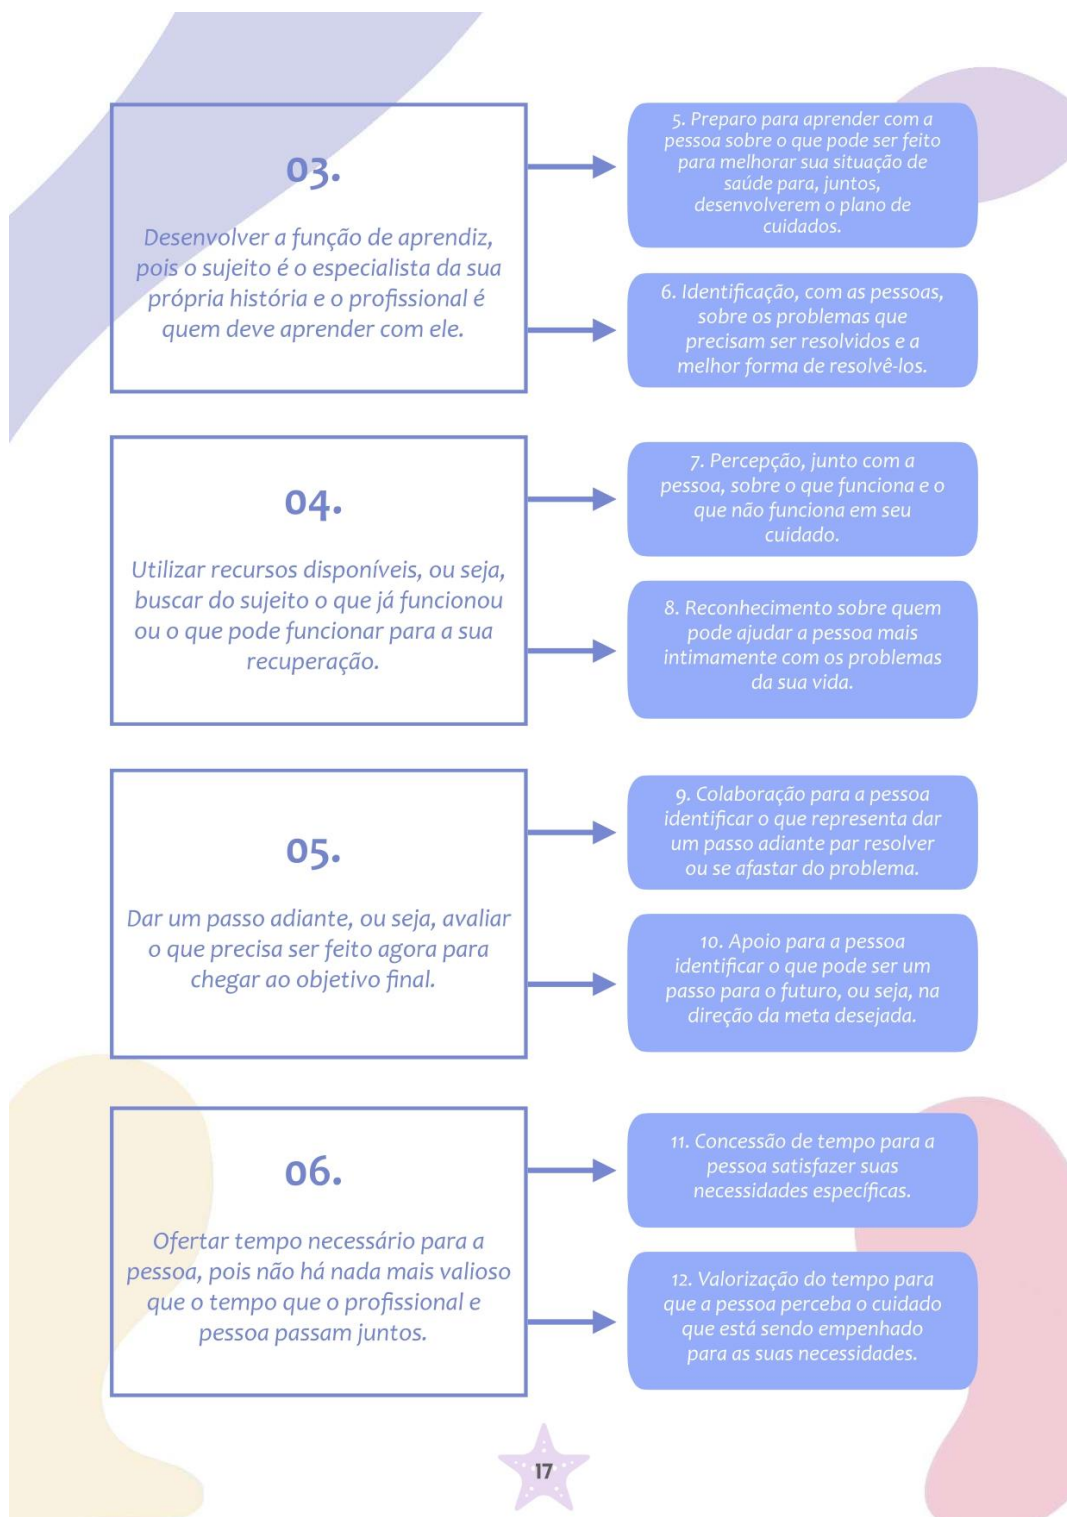 03.
Desenvolver a função de aprendiz,
pois o sujeito é o especialista da sua
própria história e o profissional é
quem deve aprender com ele.
5. Preparo para aprender com a
pessoa sobre o que pode ser feito
para melhorar sua situação de
saúde para, juntos,
desenvolverem o plano de
cuidados.
6. Identificação, com as pessoas,
sobre os problemas que
precisam ser resolvidos e a
melhor forma de resolvê-los.
04.
Utilizar recursos disponíveis, ou seja,
buscar do sujeito o que já funcionou
ou o que pode funcionar para a sua
recuperação.
7. Percepção, junto com a
pessoa, sobre o que funciona e o
que não funciona em seu
cuidado.
8. Reconhecimento sobre quem
pode ajudar a pessoa mais
intimamente com os problemas
da sua vida.
05.
Dar um passo adiante, ou seja, avaliar
o que precisa ser feito agora para
chegar ao objetivo final.
9. Colaboração para a pessoa
identificar o que representa dar
um passo adiante par resolver
ou se afastar do problema.
10. Apoio para a pessoa
identificar o que pode ser um
passo para o futuro, ou seja, na
direção da meta desejada.
06.
Ofertar tempo necessário para a
pessoa, pois não há nada mais valioso
que o tempo que o profissional e
pessoa passam juntos.
11. Concessão de tempo para a
pessoa satisfazer suas
necessidades específicas.
12. Valorização do tempo para
que a pessoa perceba o cuidado
que está sendo empenhado
para as suas necessidades.
17